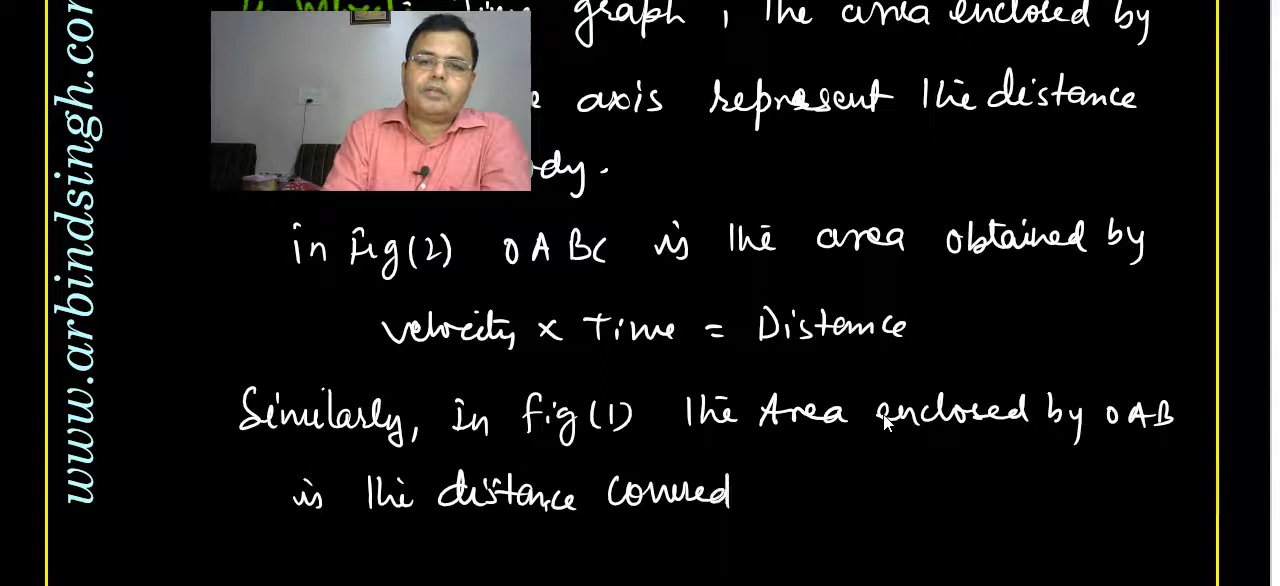 graph, the area enclosed by
axis represent the distance
body.
in Fig(2) OABC is the area obtained by
velocity x Time = Distance
Similarly, in fig(1) the Area enclosed by OAB
is the distance covered
www.arbindsingh.com